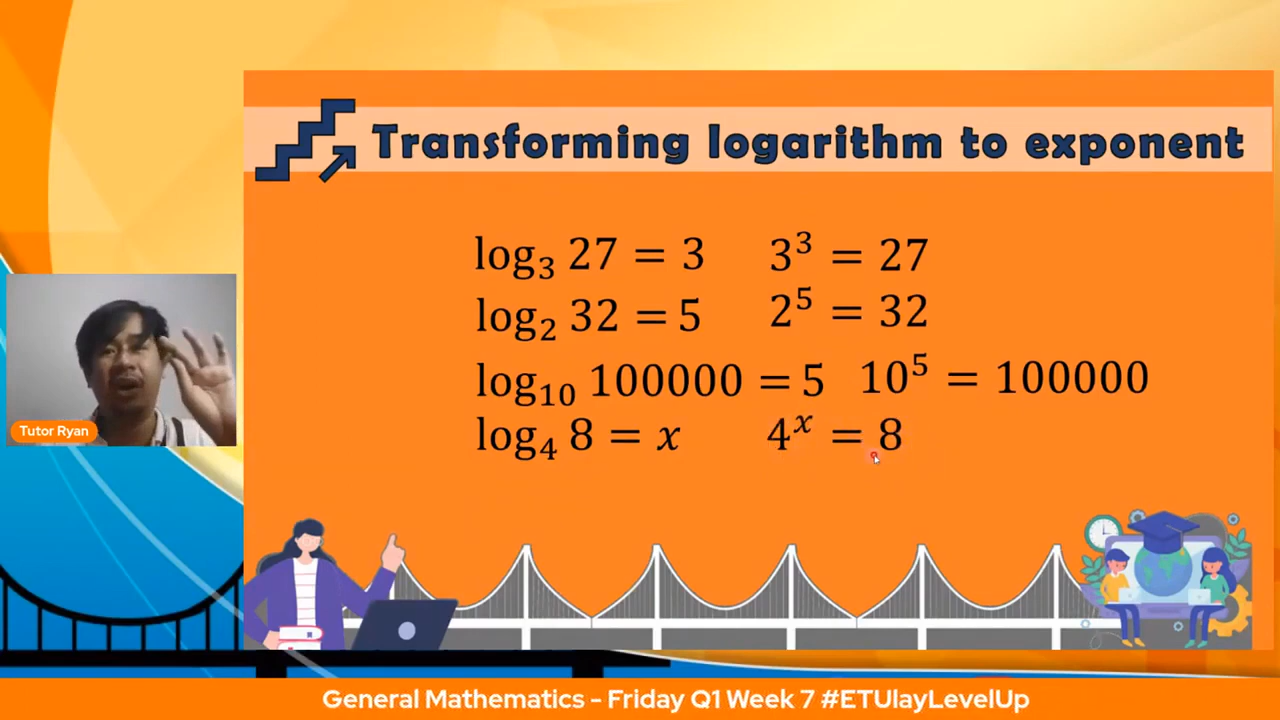 Transforming logarithm to exponent
log₃ 27 = 3 3³ = 27
log₂ 32 = 5 2⁵ = 32
log₁₀ 100000 = 5 10⁵ = 100000
log₄ 8 = x 4ˣ = 8
Tutor Ryan
General Mathematics - Friday Q1 Week 7 #ETUlayLevelUp